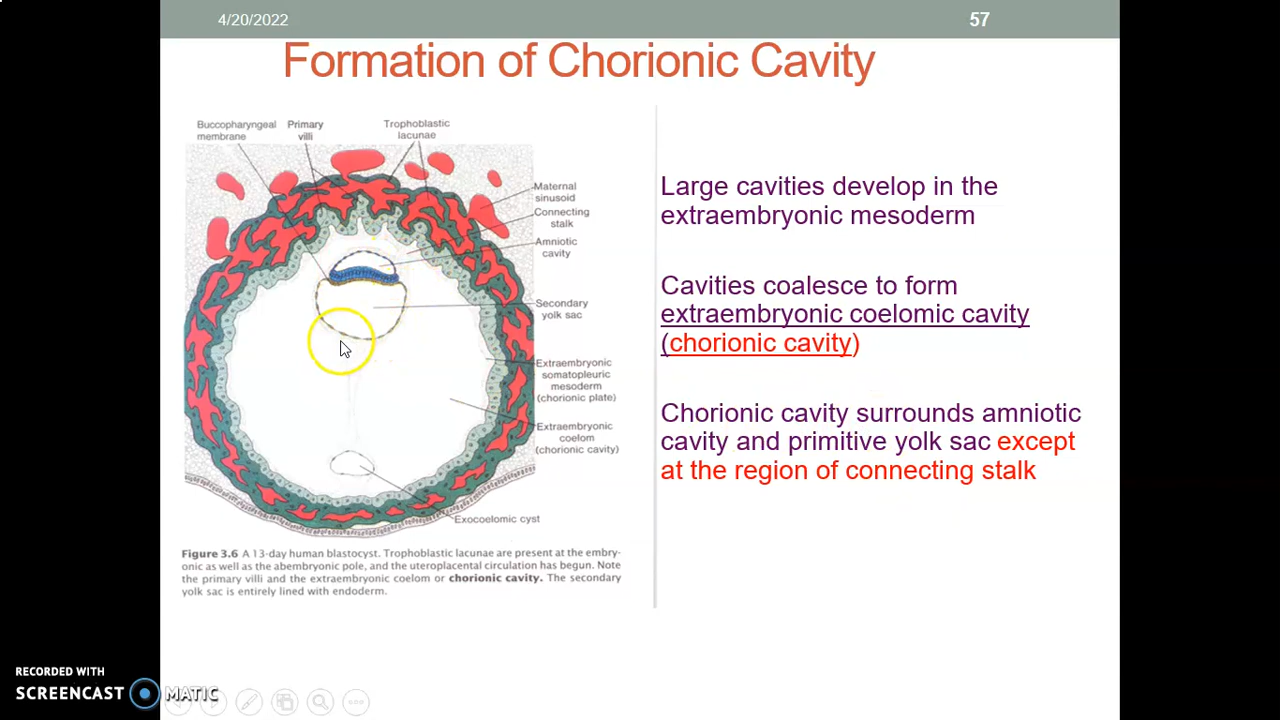 4/20/2022
57
Formation of Chorionic Cavity
Buccopharyngeal
membrane
Primary
villi
Trophoblastic
lacunae
Maternal
sinusoid
Connecting
stalk
Amniotic
cavity
Secondary
yolk sac
Extraembryonic
somatopleuric
mesoderm
(chorionic plate)
Extraembryonic
coelom
(chorionic cavity)
Exocoelomic cyst
Figure 3.6 A 13-day human blastocyst. Trophoblastic lacunae are present at the embry-
onic as well as the abembryonic pole, and the uteroplacental circulation has begun. Note
the primary villi and the extraembryonic coelom or chorionic cavity. The secondary
yolk sac is entirely lined with endoderm.
Large cavities develop in the
extraembryonic mesoderm
Cavities coalesce to form
extraembryonic coelomic cavity
(chorionic cavity)
Chorionic cavity surrounds amniotic
cavity and primitive yolk sac except
at the region of connecting stalk
RECORDED WITH
SCREENCAST MATIC